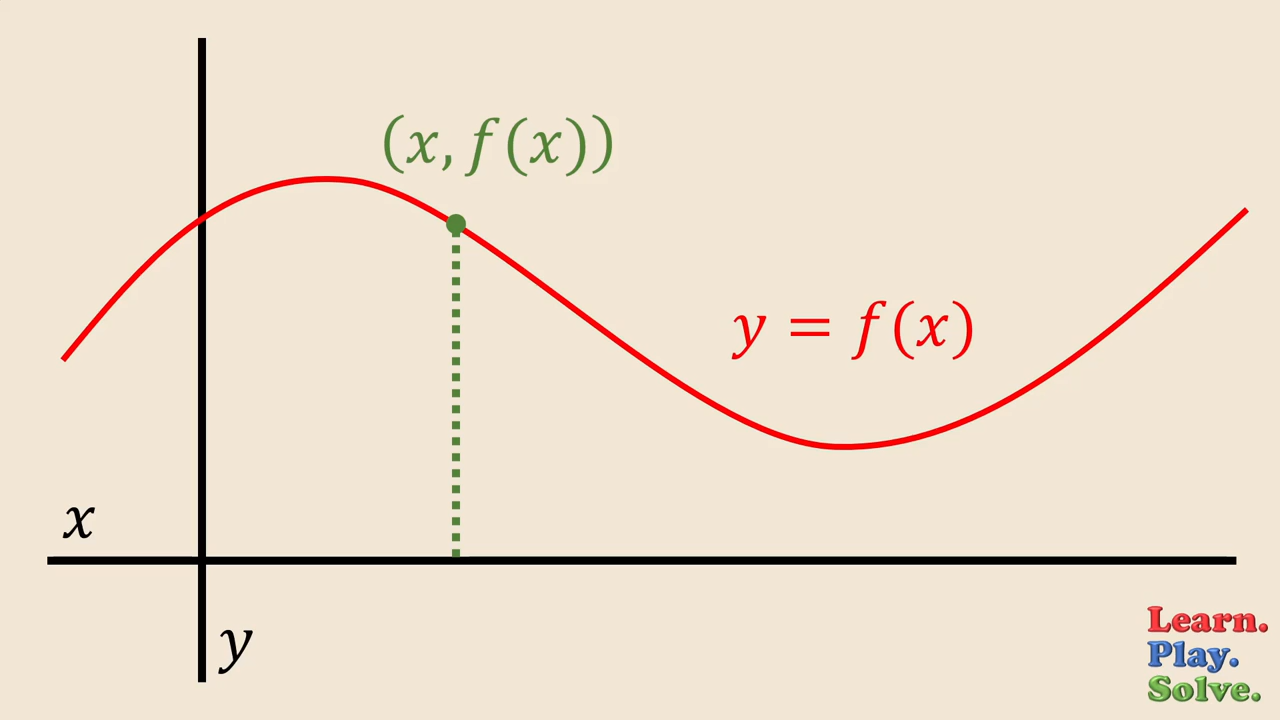 (x, f(x))
y = f(x)
x
y
Learn.
Play.
Solve.